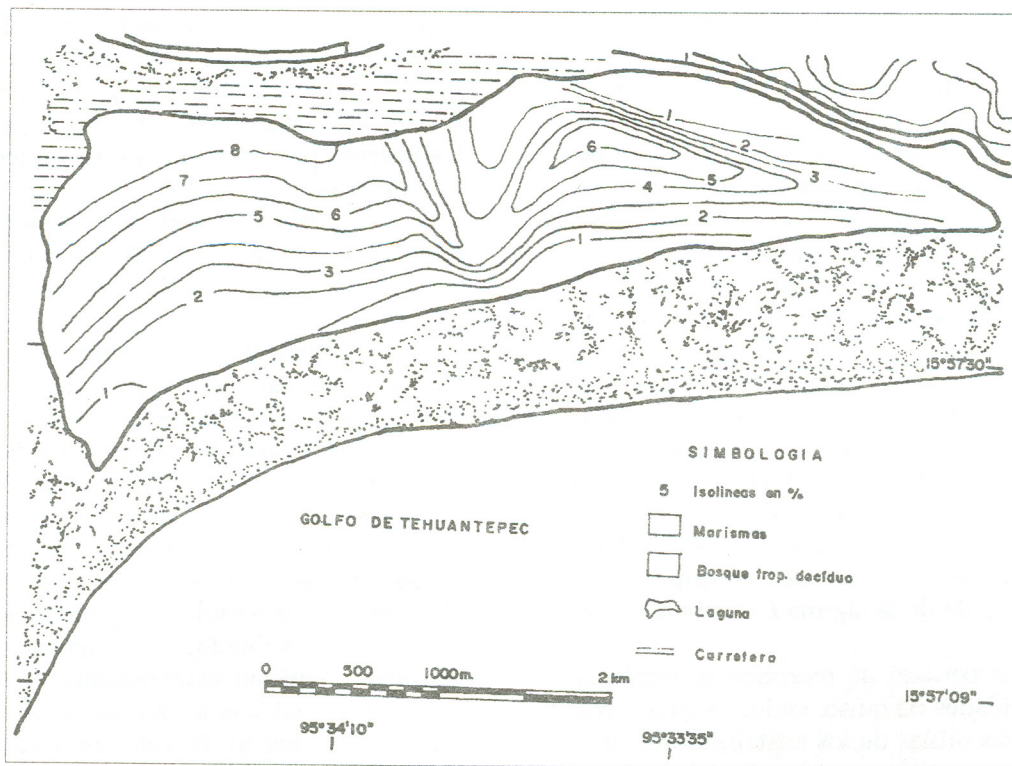 8
7
5
6
3
2
1
1
2
6
5
3
4
2
1
15°57'30"
SIMBOLOGIA
5 Isolineas en %
Marismas
Bosque trop. decíduo
Laguna
Carretera
GOLFO DE TEHUANTEPEC
0 500 1000m. 2 km
15°57'09"
95°34'10"
95°33'35"